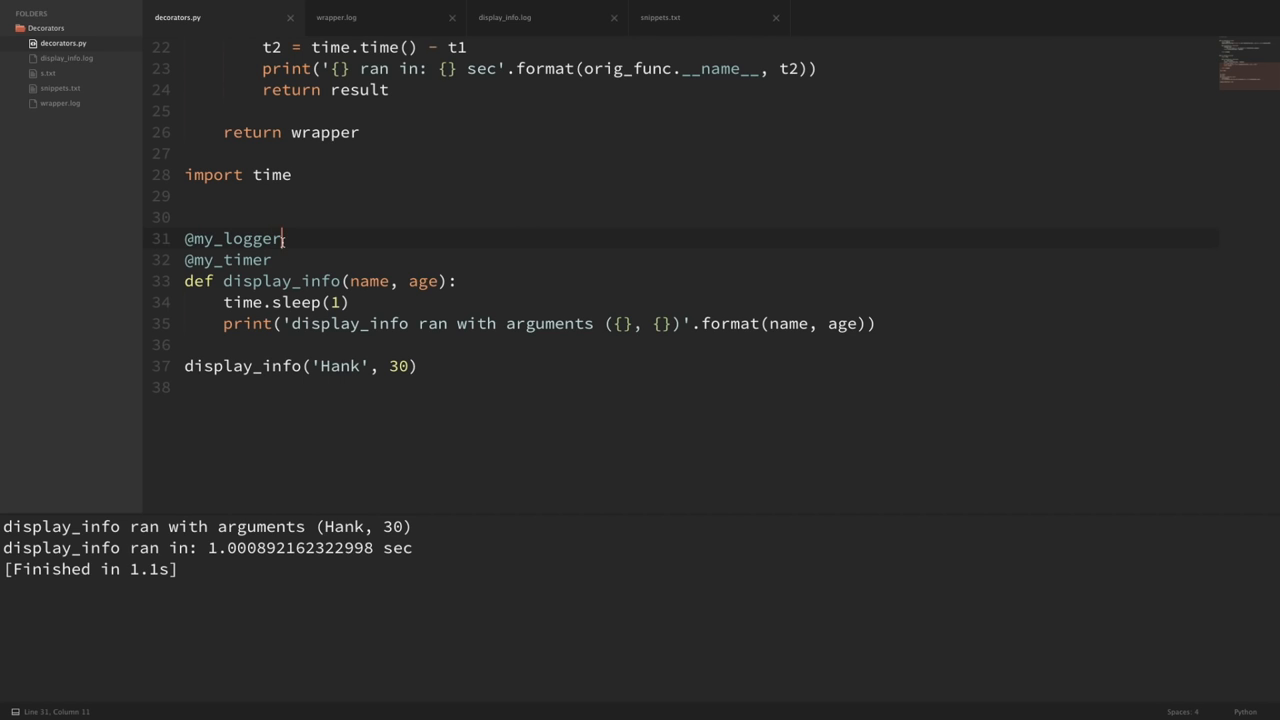 FOLDERS
Decorators
decorators.py
display_info.log
s.txt
snippets.txt
wrapper.log
decorators.py
wrapper.log
display_info.log
snippets.txt
22 t2 = time.time() - t1
23 print('{} ran in: {} sec'.format(orig_func.__name__, t2))
24 return result
25
26 return wrapper
27
28 import time
29
30
31 @my_logger
32 @my_timer
33 def display_info(name, age):
34 time.sleep(1)
35 print('display_info ran with arguments ({}, {})'.format(name, age))
36
37 display_info('Hank', 30)
38
display_info ran with arguments (Hank, 30)
display_info ran in: 1.000892162322998 sec
[Finished in 1.1s]
Line 31, Column 11
Spaces: 4
Python